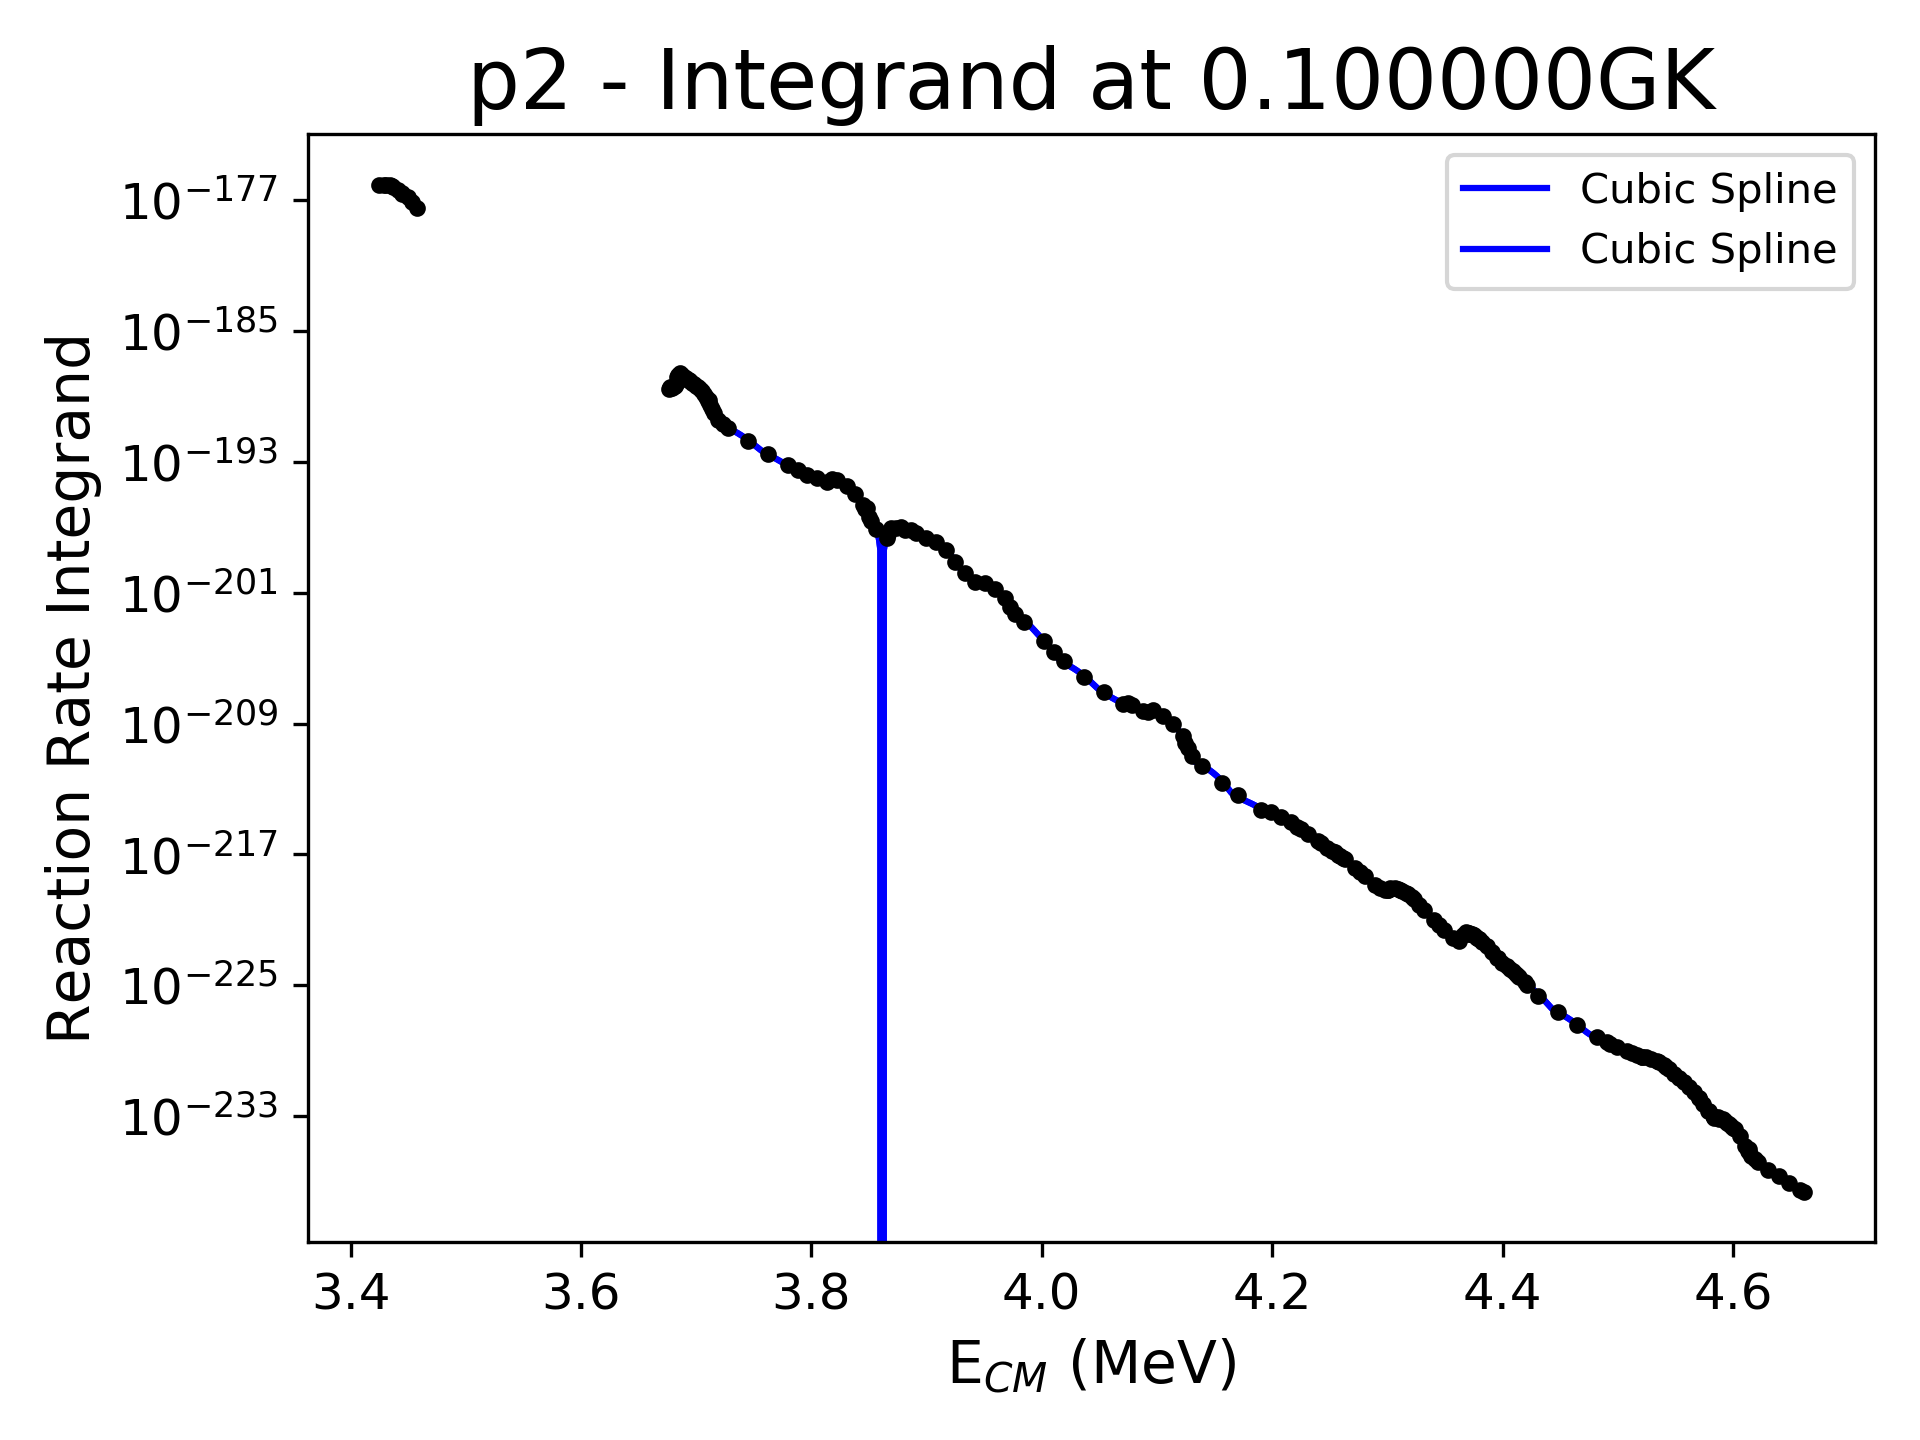 p2 - Integrand at 0.100000GK
Reaction Rate Integrand
10⁻¹⁷⁷
10⁻¹⁸⁵
10⁻¹⁹³
10⁻²⁰¹
10⁻²⁰⁹
10⁻²¹⁷
10⁻²²⁵
10⁻²³³
Cubic Spline
Cubic Spline
3.4 3.6 3.8 4.0 4.2 4.4 4.6
E_CM (MeV)